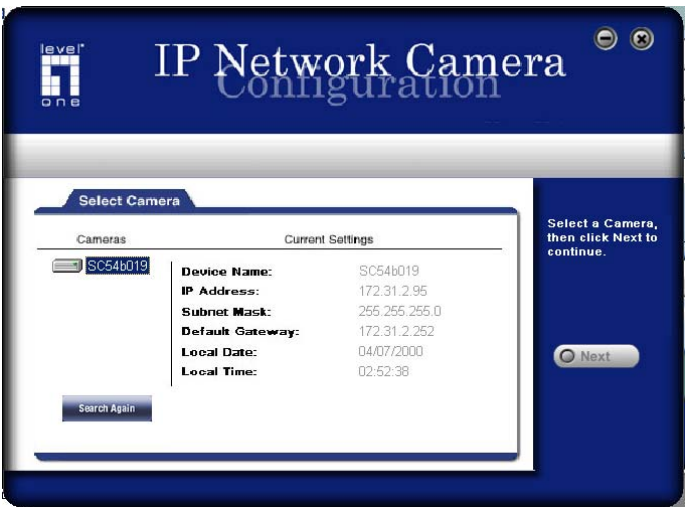 level
one
IP Network Camera
Configuration
Select Camera
Cameras
Current Settings
SC54b019
Device Name: SC54b019
IP Address: 172.31.2.95
Subnet Mask: 255.255.255.0
Default Gateway: 172.31.2.252
Local Date: 04/07/2000
Local Time: 02:52:38
Search Again
Select a Camera,
then click Next to
continue.
Next